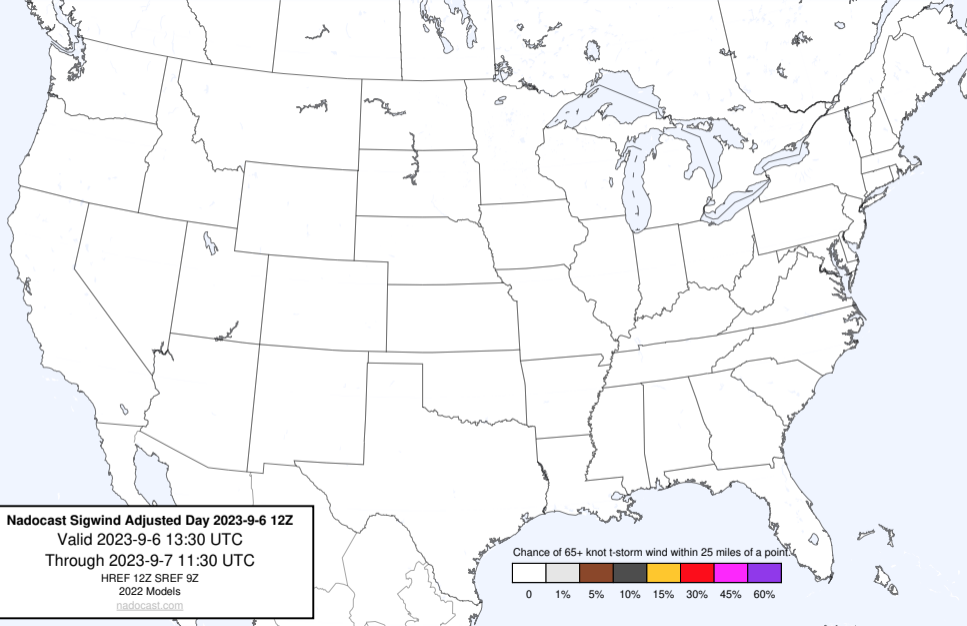 Nadocast Sigwind Adjusted Day 2023-9-6 12Z
Valid 2023-9-6 13:30 UTC
Through 2023-9-7 11:30 UTC
HREF 12Z SREF 9Z
2022 Models
nadocast.com
Chance of 65+ knot t-storm wind within 25 miles of a point.
0 1% 5% 10% 15% 30% 45% 60%